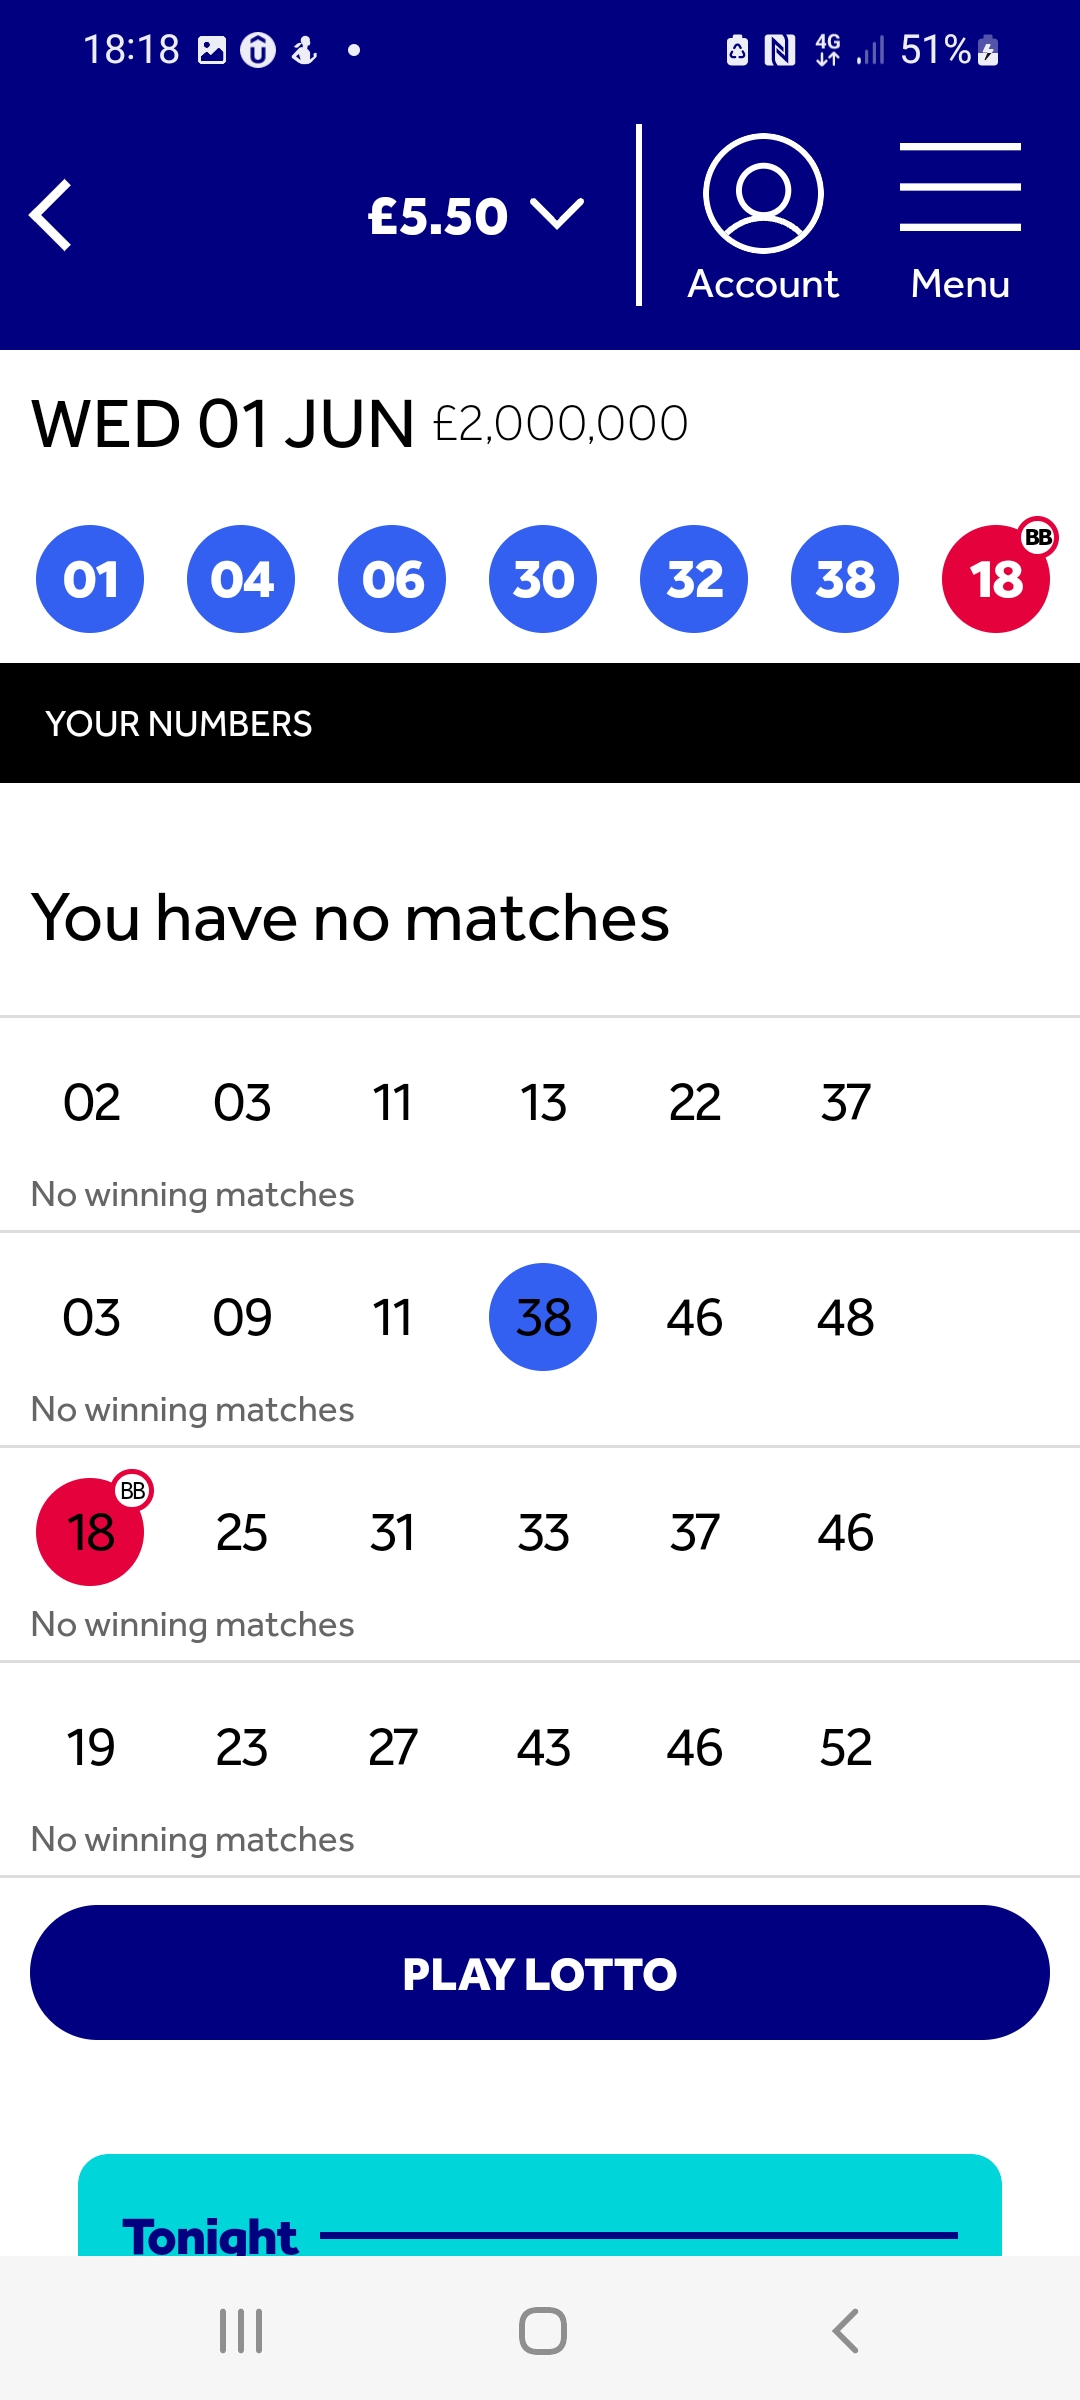 18:18 4G 51%
£5.50
Account Menu
WED 01 JUN £2,000,000
BB
01 04 06 30 32 38 18
YOUR NUMBERS
You have no matches
02 03 11 13 22 37
No winning matches
03 09 11 38 46 48
No winning matches
BB
18 25 31 33 37 46
No winning matches
19 23 27 43 46 52
No winning matches
PLAY LOTTO
Tonight